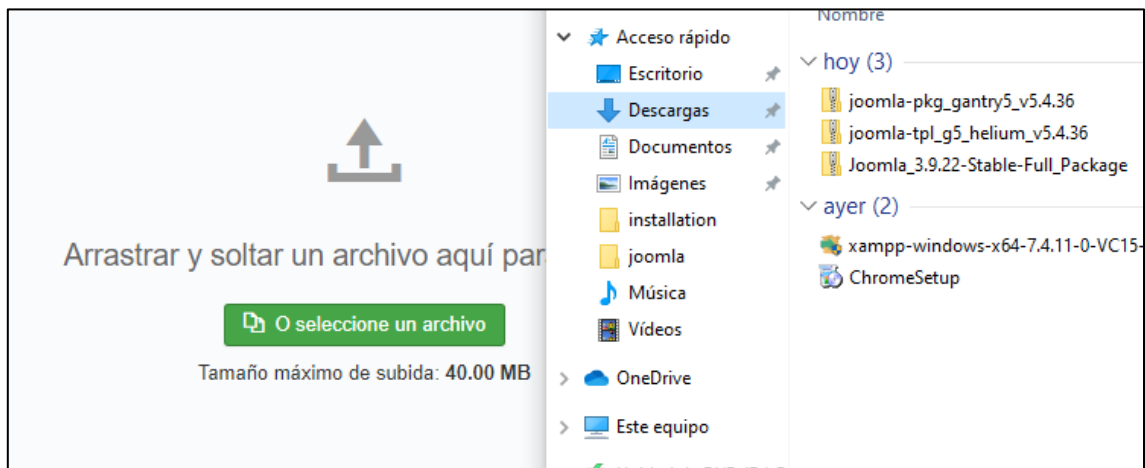 Arrastrar y soltar un archivo aquí par
O seleccione un archivo
Tamaño máximo de subida: 40.00 MB
Acceso rápido
Escritorio
Descargas
Documentos
Imágenes
installation
joomla
Música
Vídeos
OneDrive
Este equipo
Nombre
hoy (3)
joomla-pkg_gantry5_v5.4.36
joomla-tpl_g5_helium_v5.4.36
Joomla_3.9.22-Stable-Full_Package
ayer (2)
xampp-windows-x64-7.4.11-0-VC15-
ChromeSetup